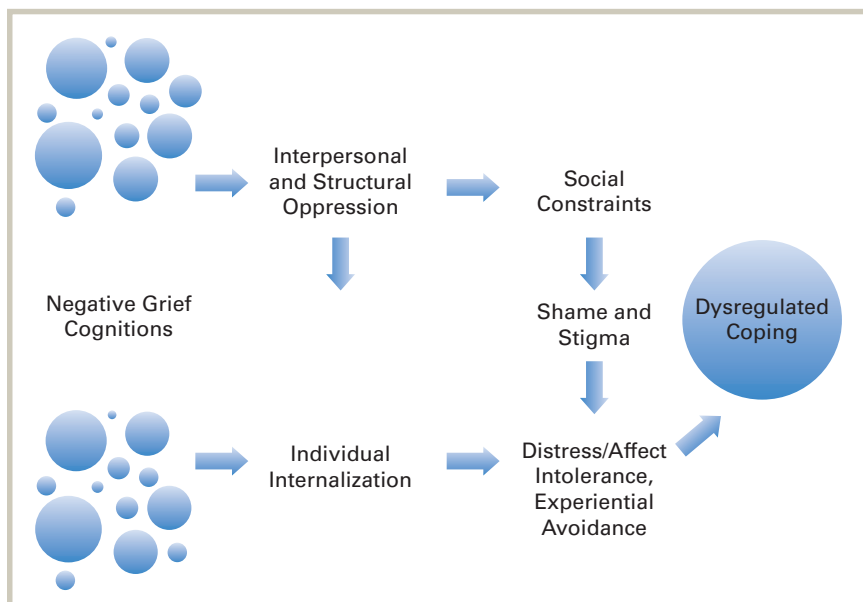 Interpersonal
and Structural
Oppression
Social
Constraints
Negative Grief
Cognitions
Shame and
Stigma
Dysregulated
Coping
Individual
Internalization
Distress/Affect
Intolerance,
Experiential
Avoidance